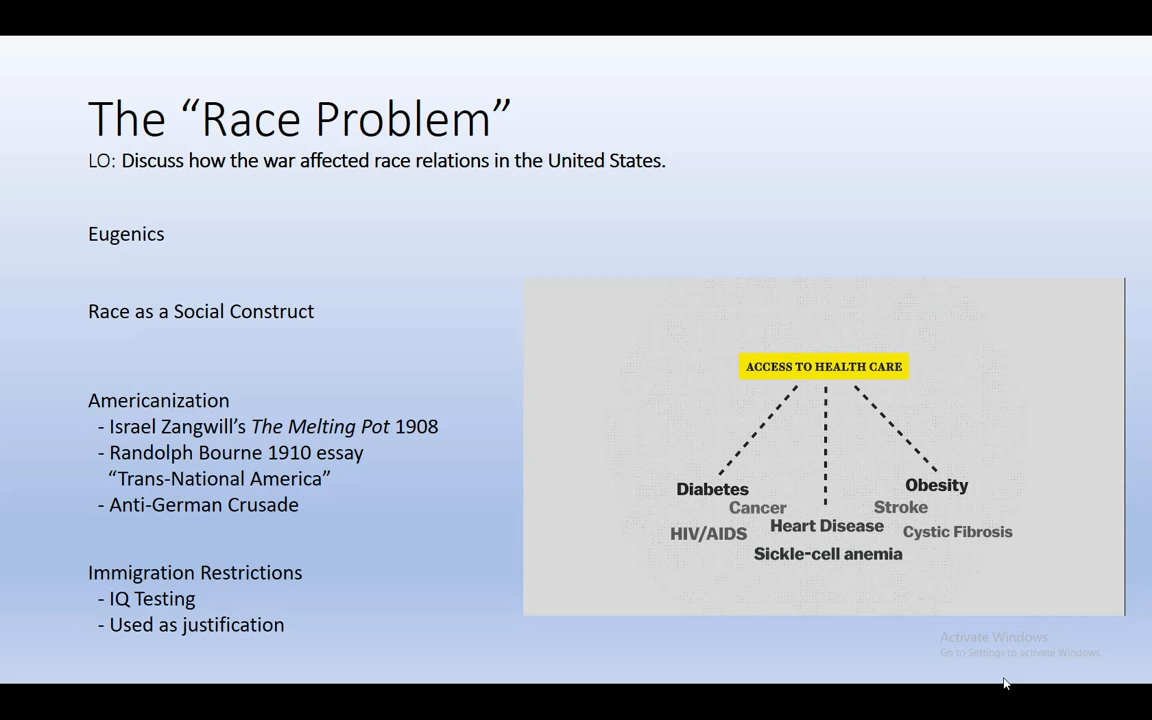 The “Race Problem”
LO: Discuss how the war affected race relations in the United States.
Eugenics
Race as a Social Construct
Americanization
- Israel Zangwill’s The Melting Pot 1908
- Randolph Bourne 1910 essay
“Trans-National America”
- Anti-German Crusade
Immigration Restrictions
- IQ Testing
- Used as justification
ACCESS TO HEALTH CARE
Diabetes
Obesity
Cancer
Stroke
HIV/AIDS
Heart Disease
Cystic Fibrosis
Sickle-cell anemia
Activate Windows
Go to Settings to activate Windows.